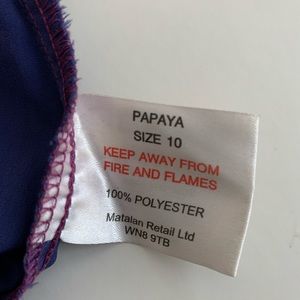 PAPAYA
SIZE 10
KEEP AWAY FROM
FIRE AND FLAMES
100% POLYESTER
Matalan Retail Ltd
WN8 9TB